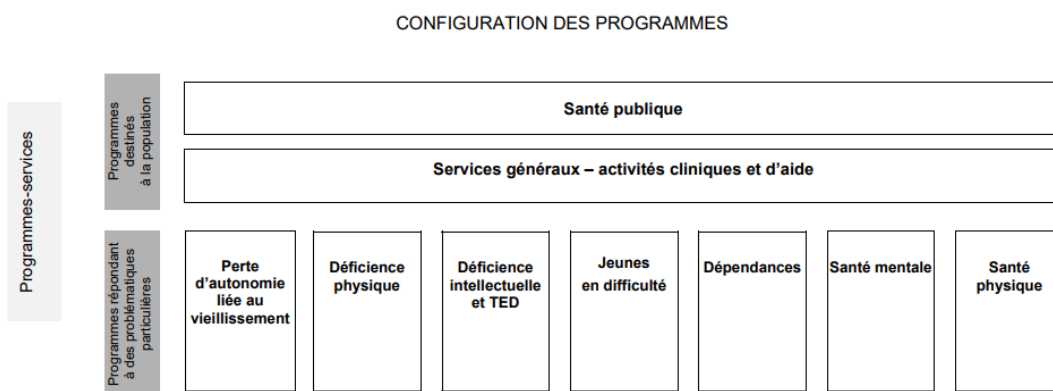 CONFIGURATION DES PROGRAMMES
Programmes-services
Programmes
destinés
à la population
Santé publique
Services généraux – activités cliniques et d’aide
Programmes répondant
à des problématiques
particulières
Perte
d’autonomie
liée au
vieillissement
Déficience
physique
Déficience
intellectuelle
et TED
Jeunes
en difficulté
Dépendances
Santé mentale
Santé
physique